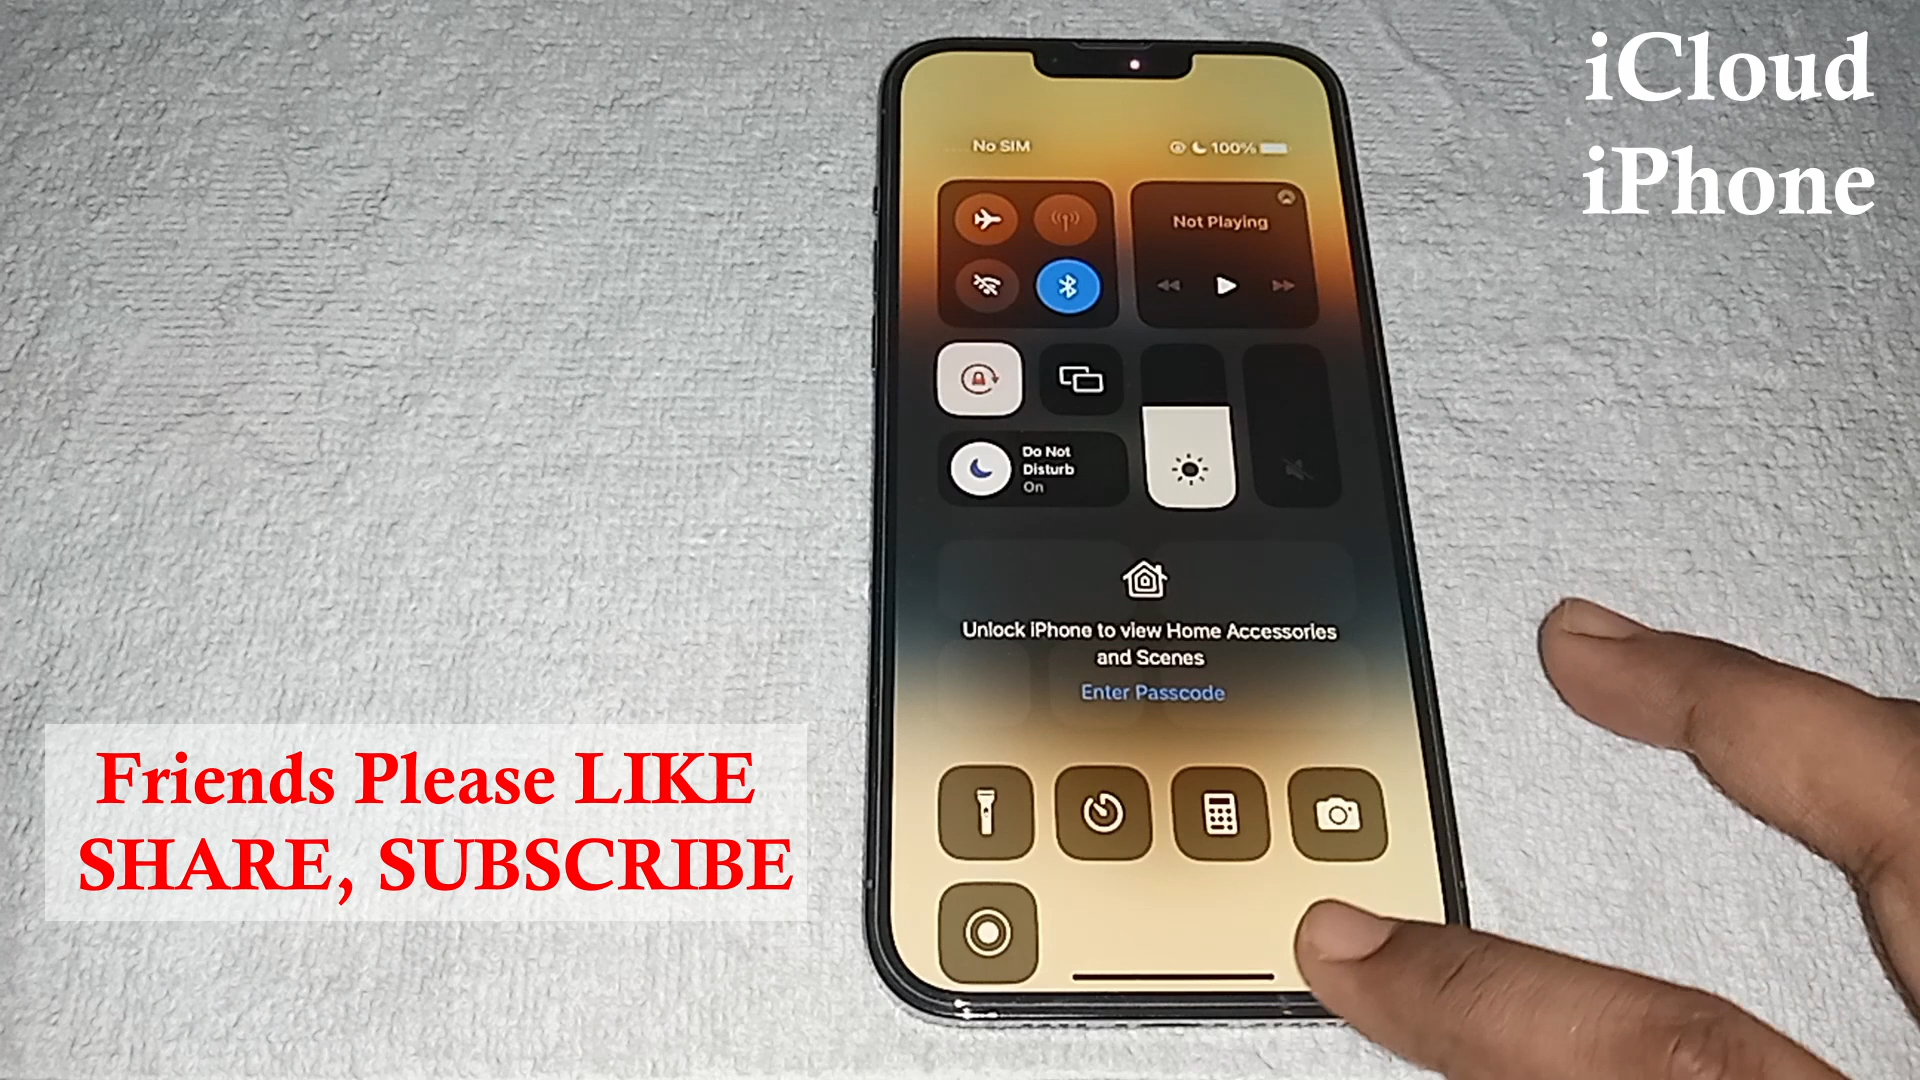 iCloud
iPhone
No SIM
100%
Not Playing
Do Not
Disturb
On
Unlock iPhone to view Home Accessories
and Scenes
Enter Passcode
Friends Please LIKE
SHARE, SUBSCRIBE